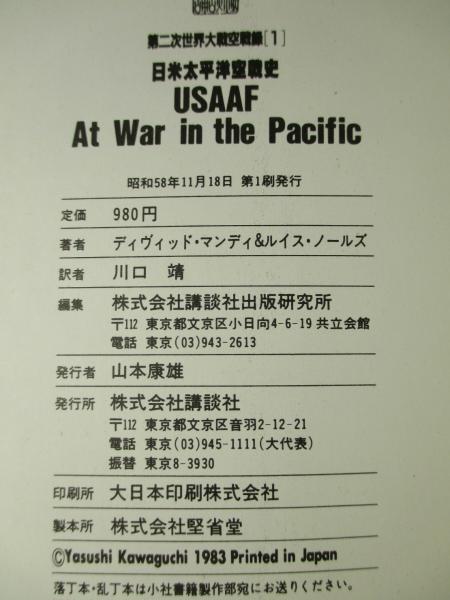 第二次世界大戦空戦録[1]
日米太平洋空戦史
USAAF
At War in the Pacific
昭和58年11月18日 第1刷発行
定価 980円
著者 ディヴィッド・マンディ&ルイス・ノールズ
訳者 川口 靖
編集 株式会社講談社出版研究所
〒112 東京都文京区小日向4-6-19 共立会館
電話 東京(03)943-2613
発行者 山本康雄
発行所 株式会社講談社
〒112 東京都文京区音羽2-12-21
電話 東京(03)945-1111(大代表)
振替 東京8-3930
印刷所 大日本印刷株式会社
製本所 株式会社堅省堂
©Yasushi Kawaguchi 1983 Printed in Japan
落丁本・乱丁本は小社書籍製作部宛にお送りください。